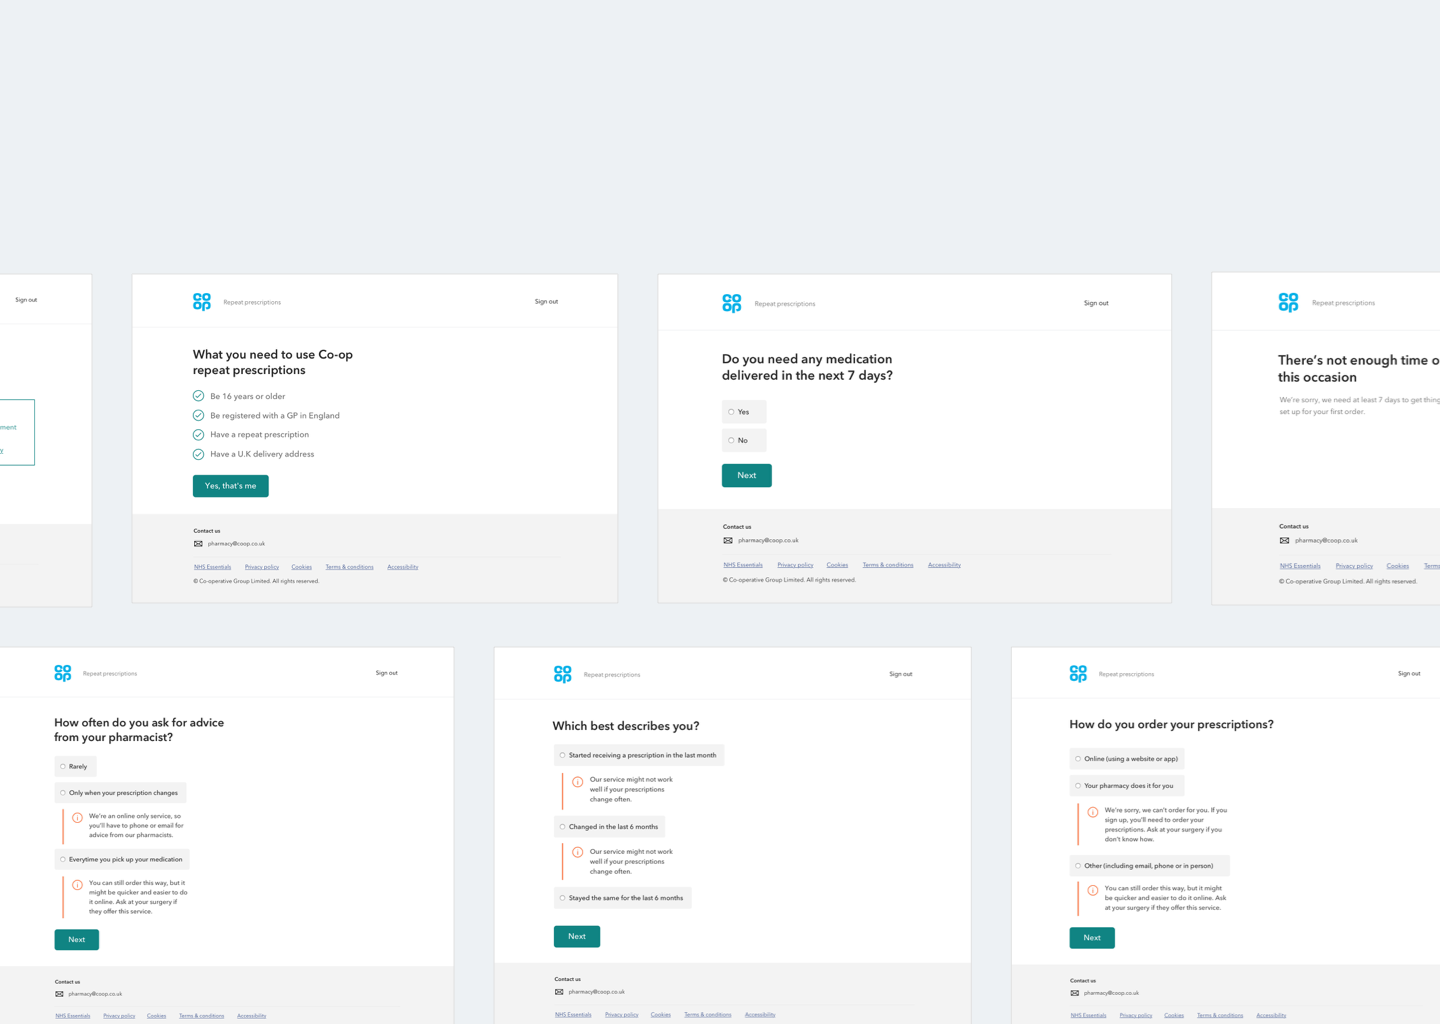 Sign out
ment
y
CO
OP
Repeat prescriptions
Sign out
What you need to use Co-op
repeat prescriptions
Be 16 years or older
Be registered with a GP in England
Have a repeat prescription
Have a U.K delivery address
Yes, that's me
Contact us
pharmacy@coop.co.uk
NHS Essentials Privacy policy Cookies Terms & conditions Accessibility
© Co-operative Group Limited. All rights reserved.
CO
OP
Repeat prescriptions
Sign out
Do you need any medication
delivered in the next 7 days?
Yes
No
Next
Contact us
pharmacy@coop.co.uk
NHS Essentials Privacy policy Cookies Terms & conditions Accessibility
© Co-operative Group Limited. All rights reserved.
CO
OP
Repeat prescriptions
There's not enough time o
this occasion
We're sorry, we need at least 7 days to get thing
set up for your first order.
Contact us
pharmacy@coop.co.uk
NHS Essentials Privacy policy Cookies Terms
© Co-operative Group Limited. All rights reserved.
CO
OP
Repeat prescriptions
Sign out
How often do you ask for advice
from your pharmacist?
Rarely
Only when your prescription changes
We're an online only service, so
you'll have to phone or email for
advice from our pharmacists.
Everytime you pick up your medication
You can still order this way, but it
might be quicker and easier to do
it online. Ask at your surgery if
they offer this service.
Next
Contact us
pharmacy@coop.co.uk
NHS Essentials Privacy policy Cookies Terms & conditions Accessibility
CO
OP
Repeat prescriptions
Sign out
Which best describes you?
Started receiving a prescription in the last month
Our service might not work
well if your prescriptions
change often.
Changed in the last 6 months
Our service might not work
well if your prescriptions
change often.
Stayed the same for the last 6 months
Next
Contact us
pharmacy@coop.co.uk
NHS Essentials Privacy policy Cookies Terms & conditions Accessibility
CO
OP
Repeat prescriptions
Sign out
How do you order your prescriptions?
Online (using a website or app)
Your pharmacy does it for you
We're sorry, we can't order for you. If you
sign up, you'll need to order your
prescriptions. Ask at your surgery if you
don't know how.
Other (including email, phone or in person)
You can still order this way, but it might
be quicker and easier to do it online. Ask
at your surgery if they offer this service.
Next
Contact us
pharmacy@coop.co.uk
NHS Essentials Privacy policy Cookies Terms & conditions Accessibility